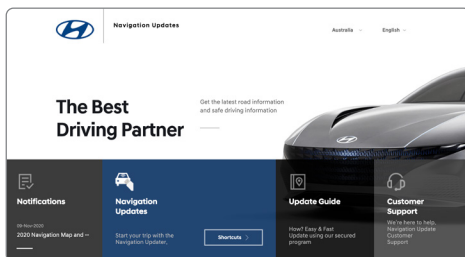 Navigation Updates
Australia
English
The Best
Driving Partner
Get the latest road information
and safe driving information
Notifications
09-Nov-2020
2020 Navigation Map and ~
Navigation
Updates
Start your trip with the
Navigation Updater.
Shortcuts
Update Guide
How? Easy & Fast
Update using our secured
program
Customer
Support
We're here to help.
Navigation Update
Customer
Support